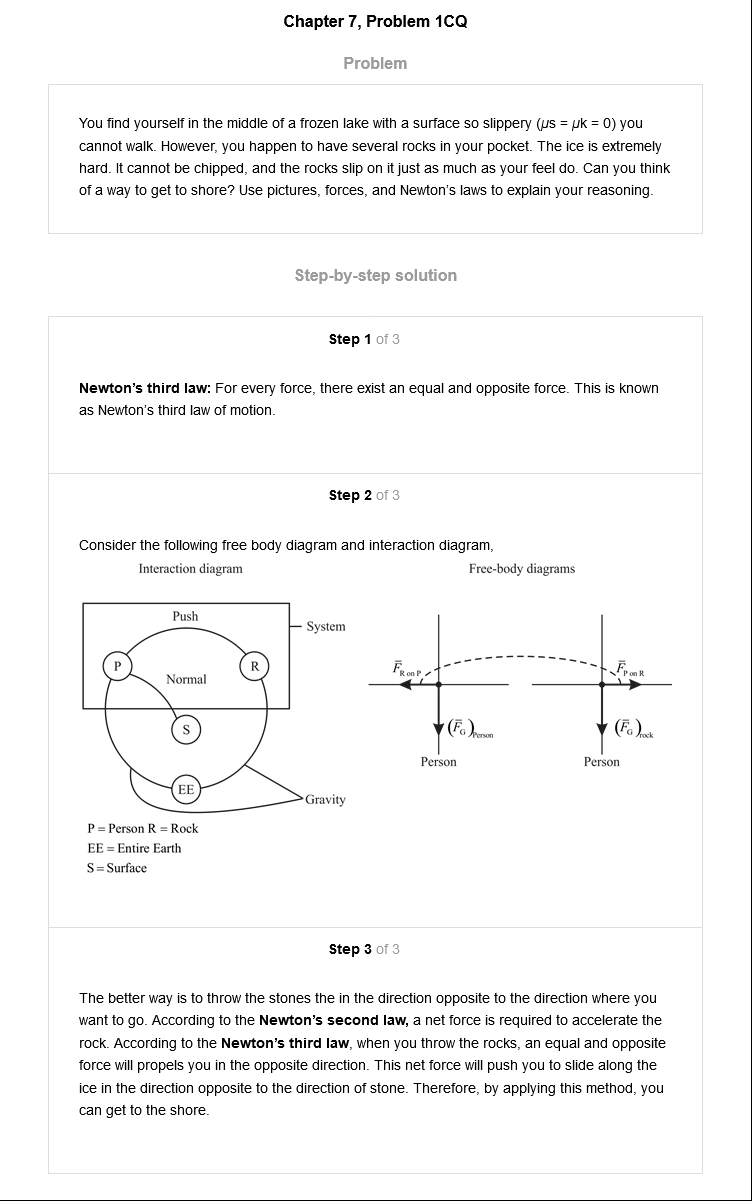 Chapter 7, Problem 1CQ
Problem
You find yourself in the middle of a frozen lake with a surface so slippery (μs = μk = 0) you
cannot walk. However, you happen to have several rocks in your pocket. The ice is extremely
hard. It cannot be chipped, and the rocks slip on it just as much as your feel do. Can you think
of a way to get to shore? Use pictures, forces, and Newton's laws to explain your reasoning.
Step-by-step solution
Step 1 of 3
Newton's third law: For every force, there exist an equal and opposite force. This is known
as Newton's third law of motion.
Step 2 of 3
Consider the following free body diagram and interaction diagram,
Interaction diagram
Free-body diagrams
Push
System
P
R
Normal
S
EE
Gravity
P = Person R = Rock
EE = Entire Earth
S = Surface
F̄ R on P
F̄ P on R
(F̄G)Person
(F̄G)rock
Person
Person
Step 3 of 3
The better way is to throw the stones the in the direction opposite to the direction where you
want to go. According to the Newton's second law, a net force is required to accelerate the
rock. According to the Newton's third law, when you throw the rocks, an equal and opposite
force will propels you in the opposite direction. This net force will push you to slide along the
ice in the direction opposite to the direction of stone. Therefore, by applying this method, you
can get to the shore.